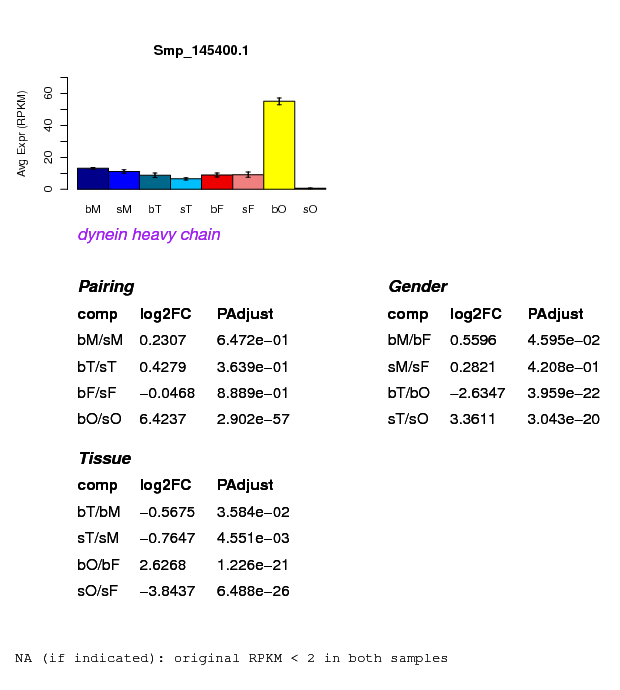 Smp_145400.1
Avg Expr (RPKM)
0 20 40 60
bM sM bT sT bF sF bO sO
dynein heavy chain
Pairing
comp log2FC PAdjust
bM/sM 0.2307 6.472e−01
bT/sT 0.4279 3.639e−01
bF/sF −0.0468 8.889e−01
bO/sO 6.4237 2.902e−57
Gender
comp log2FC PAdjust
bM/bF 0.5596 4.595e−02
sM/sF 0.2821 4.208e−01
bT/bO −2.6347 3.959e−22
sT/sO 3.3611 3.043e−20
Tissue
comp log2FC PAdjust
bT/bM −0.5675 3.584e−02
sT/sM −0.7647 4.551e−03
bO/bF 2.6268 1.226e−21
sO/sF −3.8437 6.488e−26
NA (if indicated): original RPKM < 2 in both samples